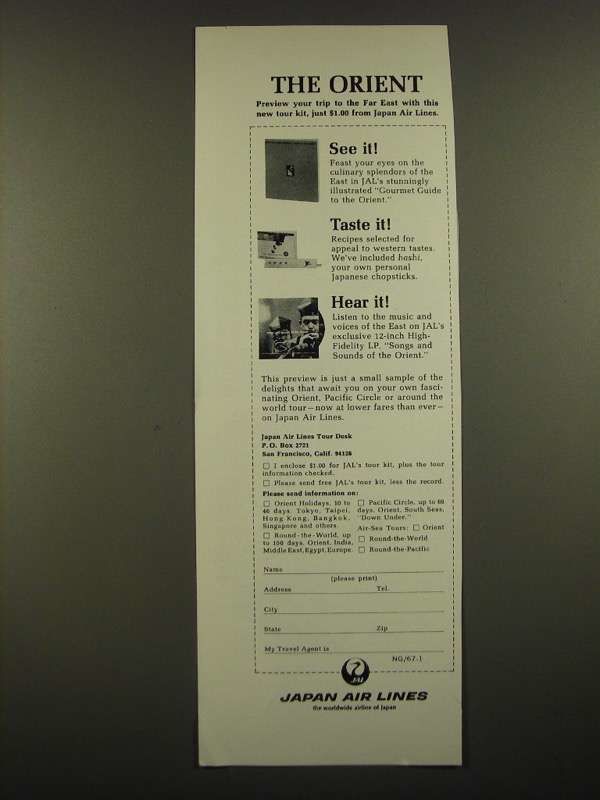 THE ORIENT
Preview your trip to the Far East with this
new tour kit, just $1.00 from Japan Air Lines.
See it!
Feast your eyes on the
culinary splendors of the
East in JAL's stunningly
illustrated "Gourmet Guide
to the Orient."
Taste it!
Recipes selected for
appeal to western tastes.
We've included hashi,
your own personal
Japanese chopsticks.
Hear it!
Listen to the music and
voices of the East on JAL's
exclusive 12-inch High-
Fidelity LP, "Songs and
Sounds of the Orient."
This preview is just a small sample of the
delights that await you on your own fasci-
nating Orient, Pacific Circle or around the
world tour—now at lower fares than ever—
on Japan Air Lines.
Japan Air Lines Tour Desk
P.O. Box 2721
San Francisco, Calif. 94126
□ I enclose $1.00 for JAL's tour kit, plus the tour
information checked.
□ Please send free JAL's tour kit, less the record.
Please send information on:
□ Orient Holidays, 10 to
46 days. Tokyo, Taipei,
Hong Kong, Bangkok,
Singapore and others.
□ Round-the-World, up
to 100 days. Orient, India,
Middle East, Egypt, Europe.
□ Pacific Circle, up to 60
days. Orient, South Seas,
"Down Under."
Air-Sea Tours: □ Orient
□ Round-the-World
□ Round-the-Pacific
Name
(please print)
Address Tel.
City
State Zip
My Travel Agent is
NG/67-1
JAL
JAPAN AIR LINES
the worldwide airline of Japan